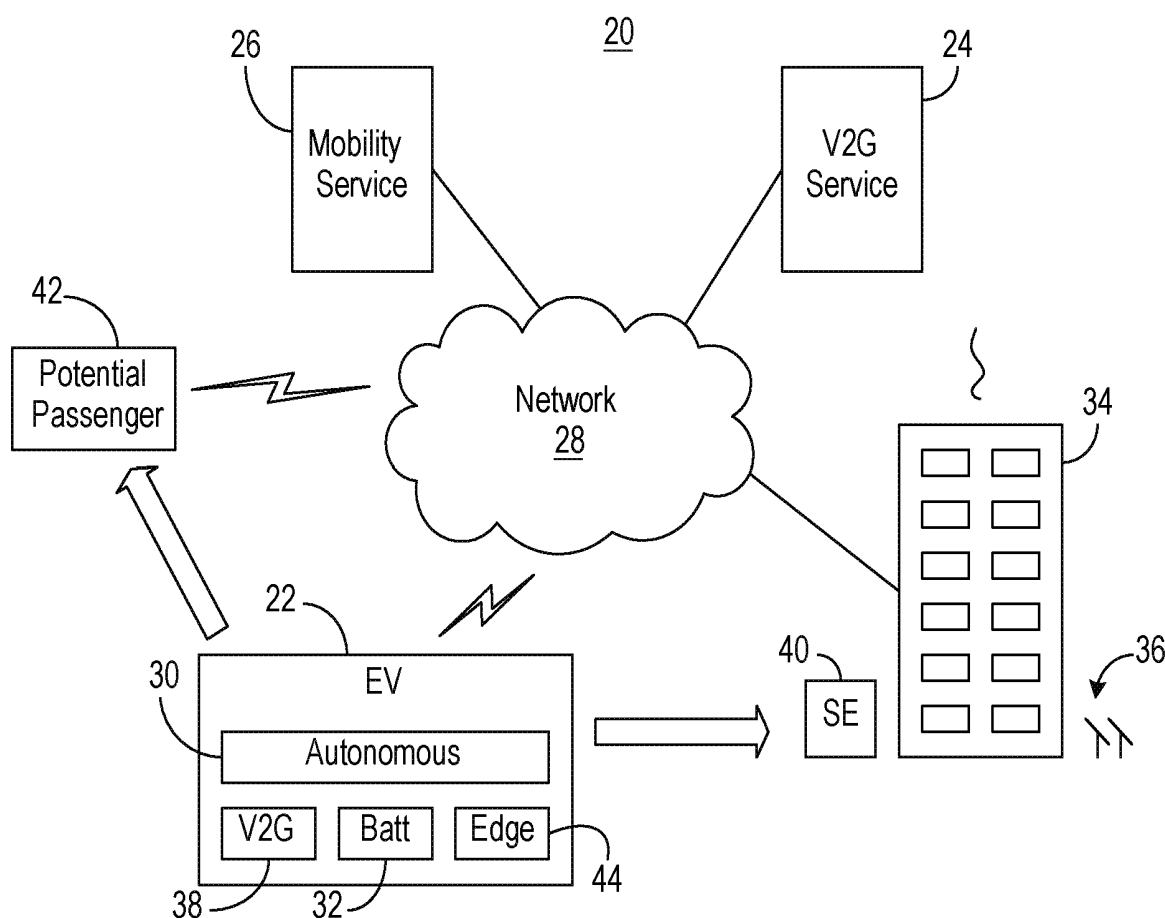 20
26
24
Mobility
Service
V2G
Service
42
Potential
Passenger
Network
28
34
22
EV
30
Autonomous
40
SE
36
V2G
Batt
Edge
38
32
44